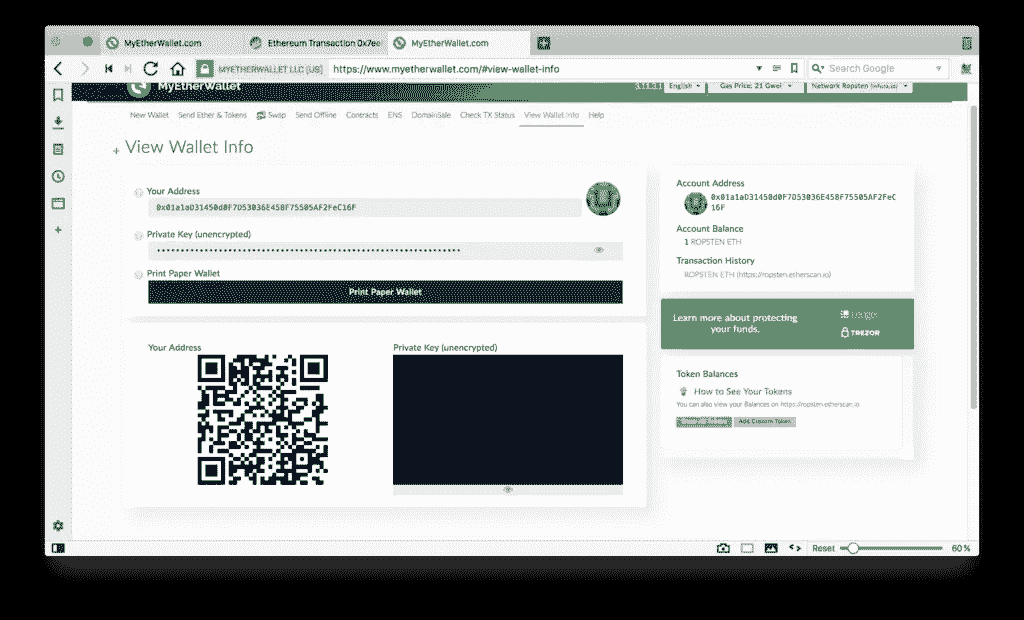 MyEtherWallet.com
Ethereum Transaction 0x7ee
MyEtherWallet.com
MYETHERWALLET LLC [US]
https://www.myetherwallet.com/#view-wallet-info
Search Google
MyEtherWallet
3.11.3.1 English Gas Price: 21 Gwei Network Ropsten (infura.io)
New Wallet Send Ether & Tokens Swap Send Offline Contracts ENS DomainSale Check TX Status View Wallet Info Help
+ View Wallet Info
Your Address
0x01a1aD31450d0F7D53036E458F75505AF2FeC16F
Private Key (unencrypted)
Print Paper Wallet
Print Paper Wallet
Your Address
Private Key (unencrypted)
Account Address
0x01a1aD31450d0F7D53036E458F75505AF2FeC
16F
Account Balance
1 ROPSTEN ETH
Transaction History
ROPSTEN ETH (https://ropsten.etherscan.io)
Learn more about protecting
your funds.
Ledger
TREZOR
Token Balances
How to See Your Tokens
You can also view your Balances on https://ropsten.etherscan.io
Add Custom Token
Reset
60 %